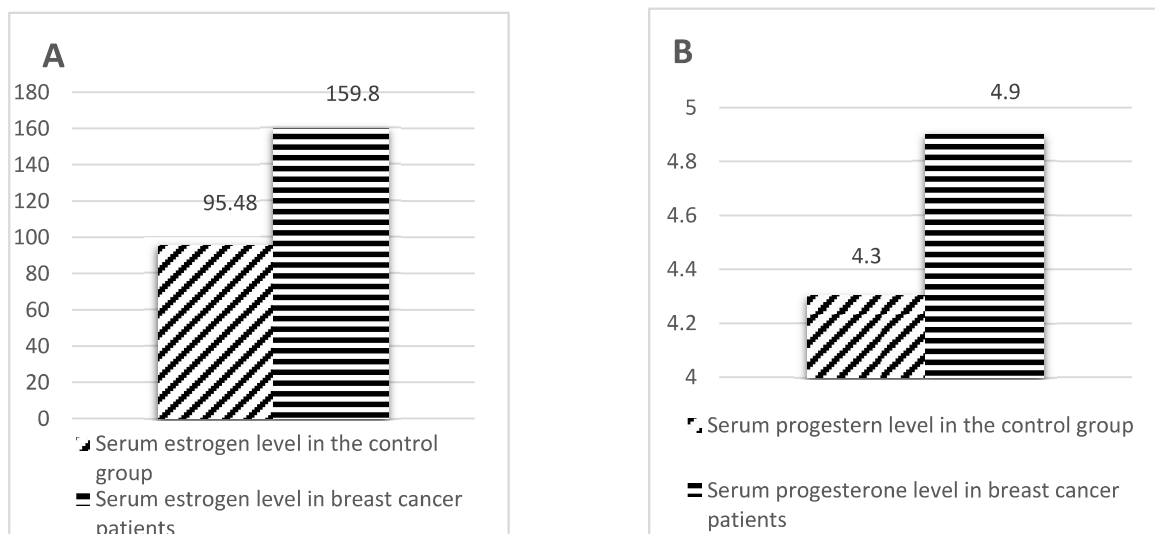 A
180
159.8
160
140
120
95.48
100
80
60
40
20
0
Serum estrogen level in the control
group
Serum estrogen level in breast cancer
patients
B
4.9
5
4.8
4.6
4.3
4.4
4.2
4
Serum progestern level in the control group
Serum progesterone level in breast cancer
patients